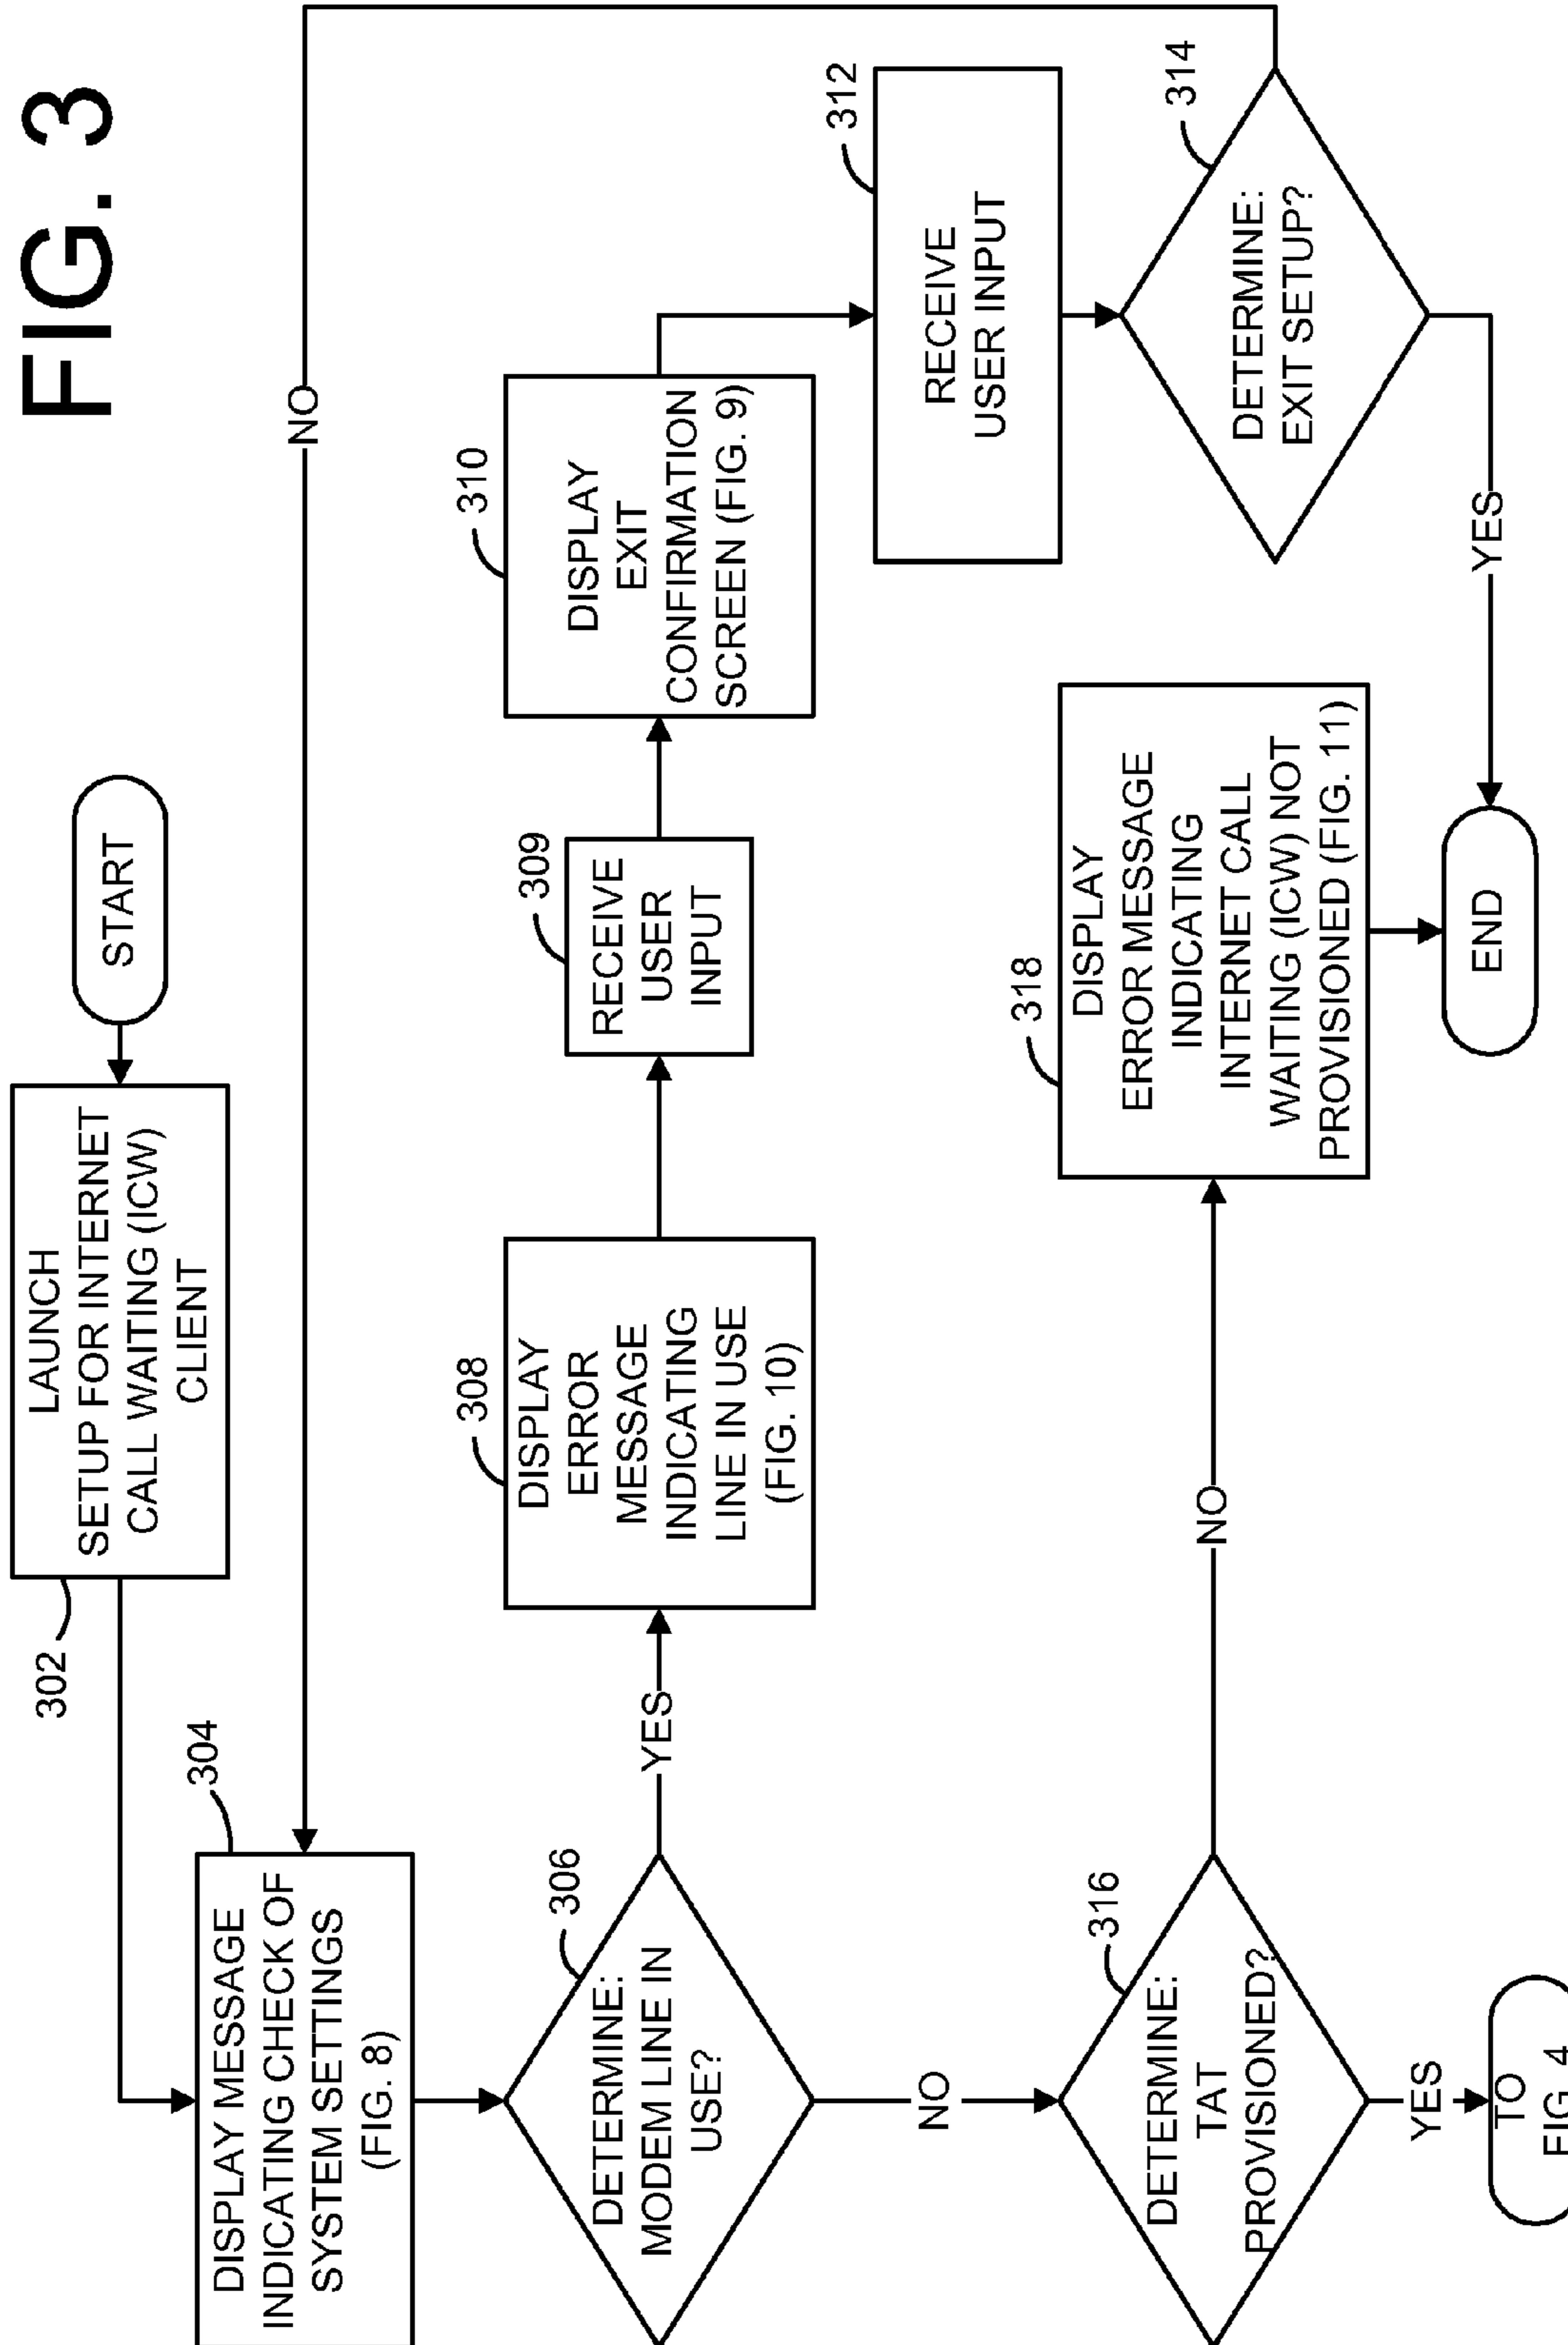 FIG. 3
START
LAUNCH
SETUP FOR INTERNET
CALL WAITING (ICW)
CLIENT
302
304
DISPLAY MESSAGE
INDICATING CHECK OF
SYSTEM SETTINGS
(FIG. 8)
NO
306
DETERMINE:
MODEM LINE IN
USE?
YES
308
DISPLAY
ERROR
MESSAGE
INDICATING
LINE IN USE
(FIG. 10)
309
RECEIVE
USER
INPUT
310
DISPLAY
EXIT
CONFIRMATION
SCREEN (FIG. 9)
312
RECEIVE
USER INPUT
314
DETERMINE:
EXIT SETUP?
YES
NO
316
DETERMINE:
TAT
PROVISIONED?
NO
318
DISPLAY
ERROR MESSAGE
INDICATING
INTERNET CALL
WAITING (ICW) NOT
PROVISIONED (FIG. 11)
END
YES
TO
FIG. 4